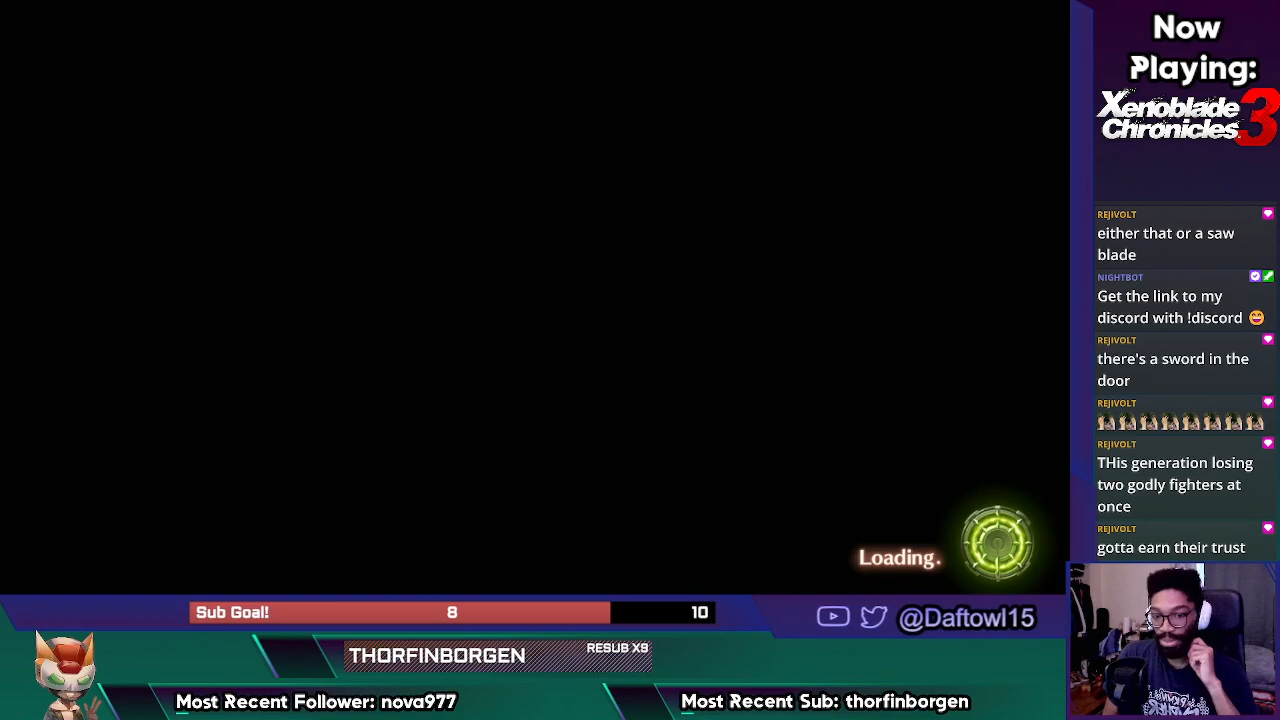 Now
Playing:
Xenoblade
Chronicles 3
REJIVOLT
either that or a saw
blade
NIGHTBOT
Get the link to my
discord with !discord 😄
REJIVOLT
there's a sword in the
door
REJIVOLT
REJIVOLT
THis generation losing
two godly fighters at
once
REJIVOLT
gotta earn their trust
Loading.
Sub Goal! 8 10
@Daftowl15
THORFINBORGEN RESUB X9
Most Recent Follower: nova977
Most Recent Sub: thorfinborgen